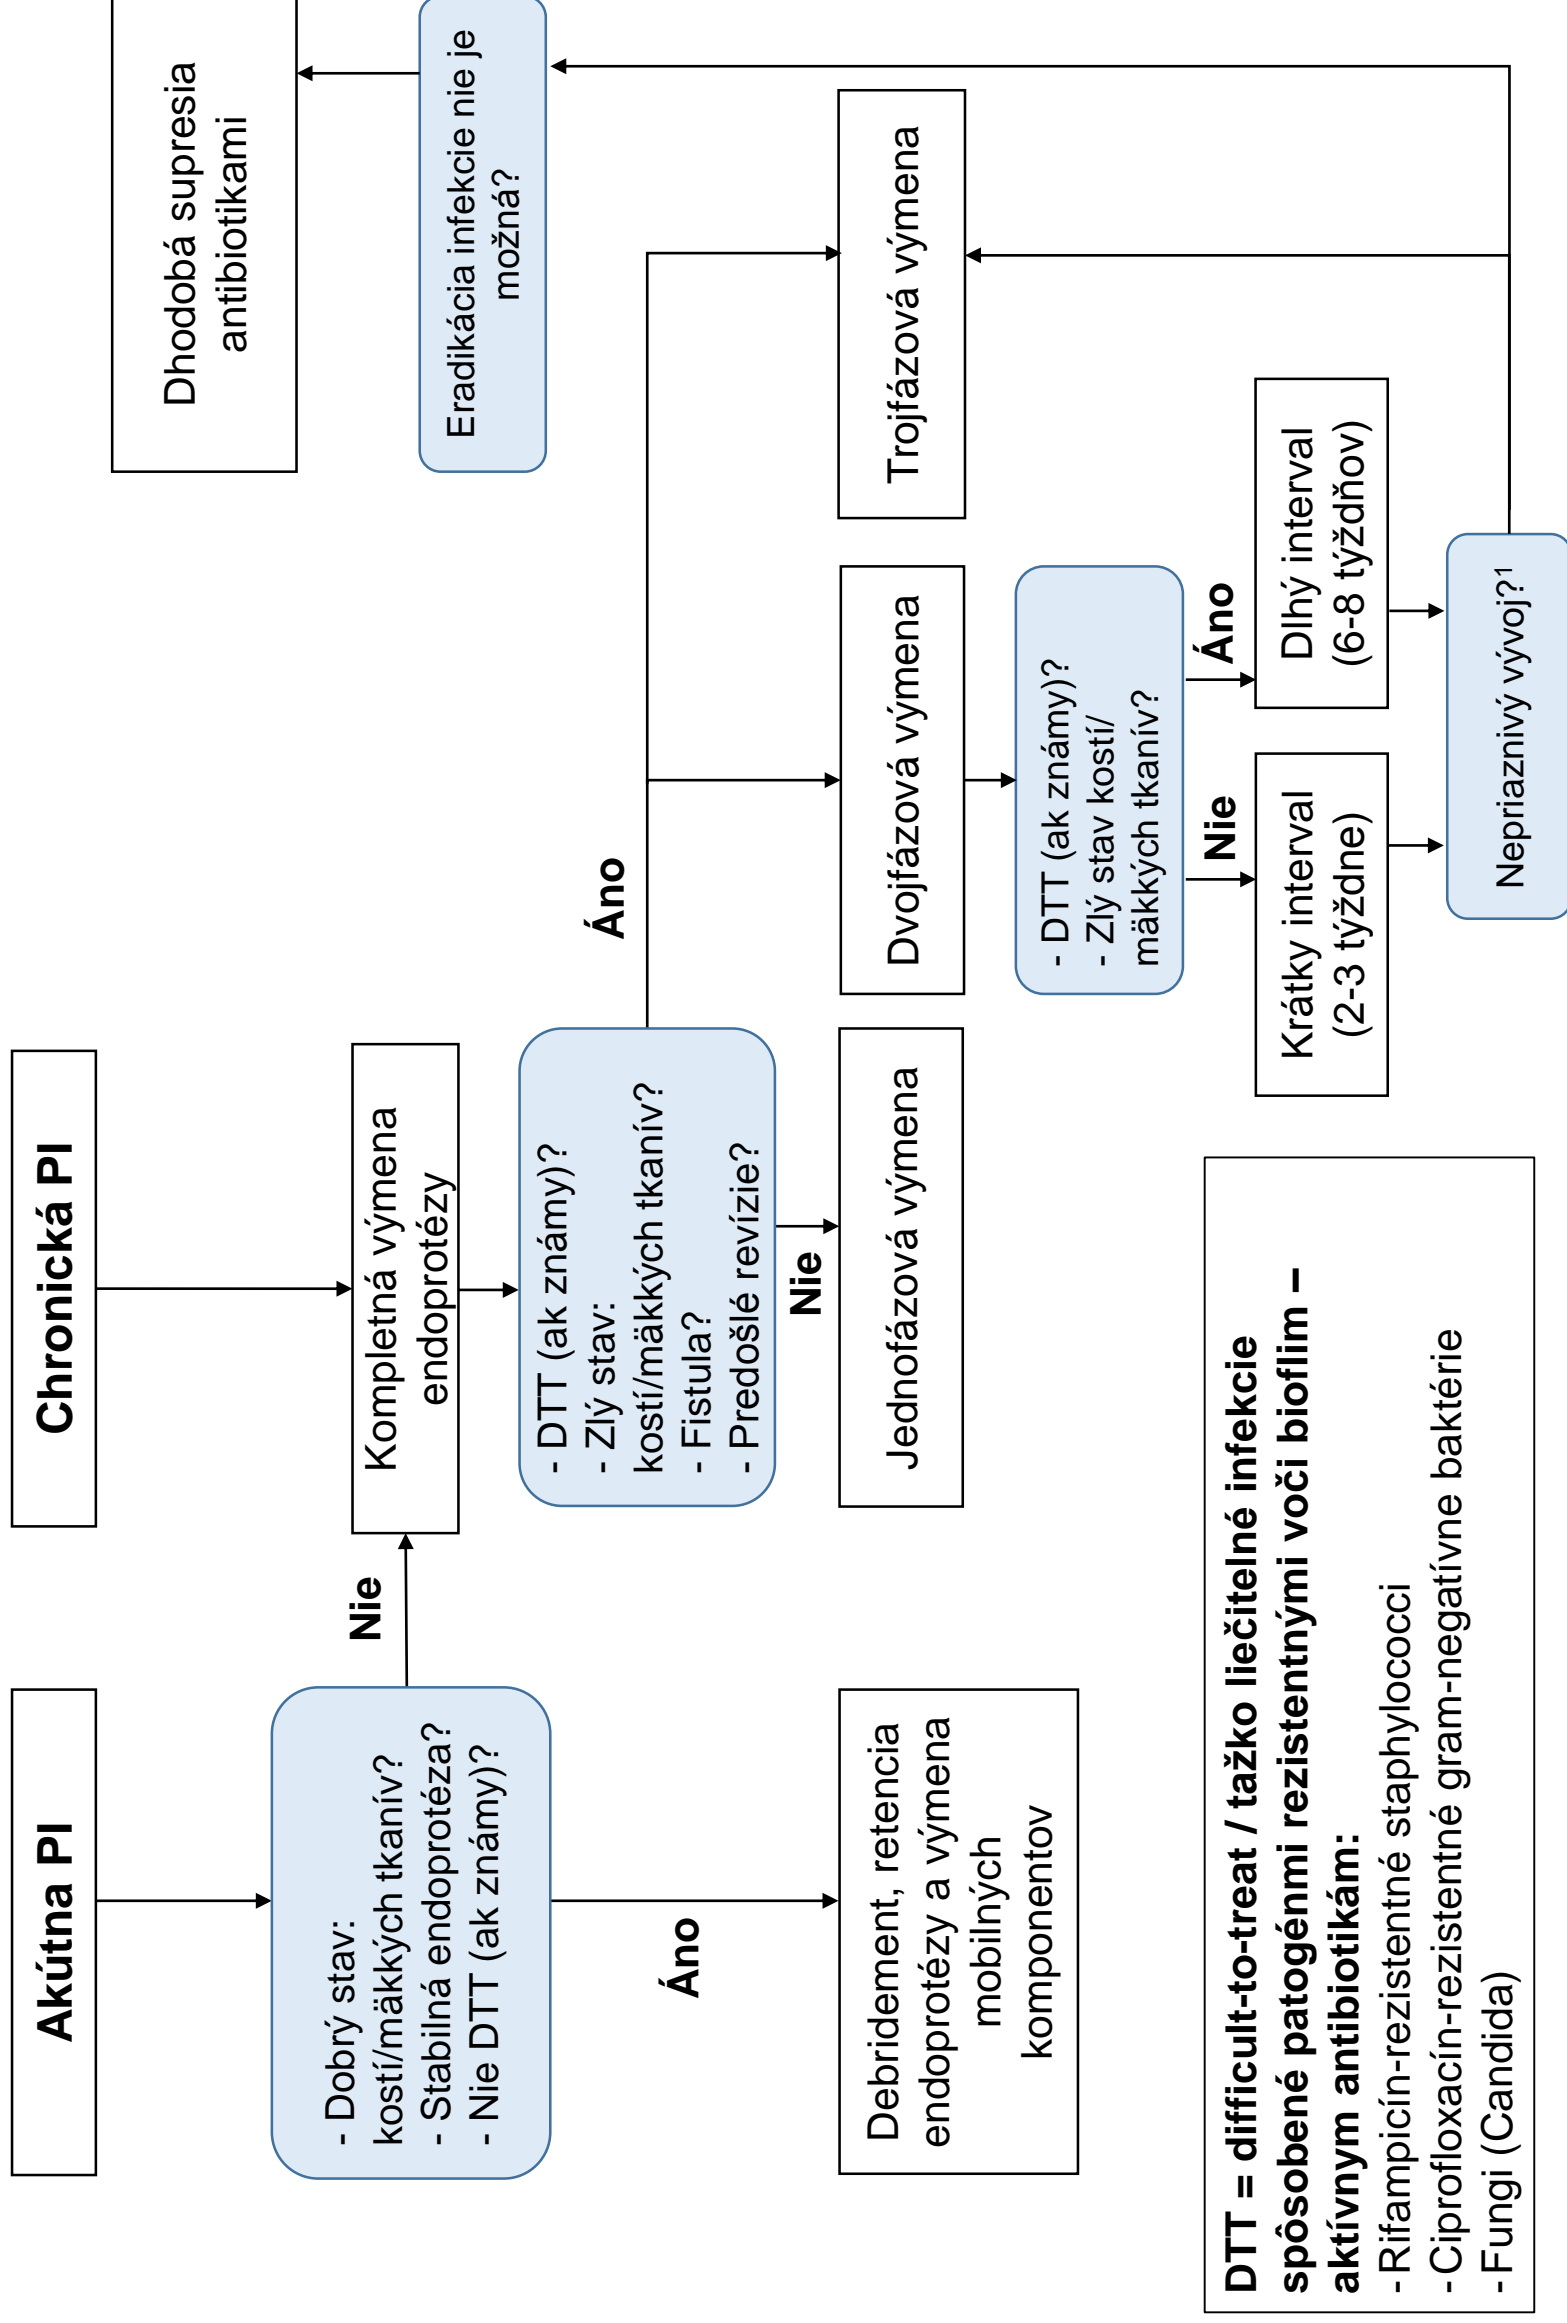 Akútna PI
Chronická PI
- Dobrý stav:
kostí/mäkkých tkanív?
- Stabilná endoprotéza?
- Nie DTT (ak známy)?
Nie
Áno
Debridement, retencia
endoprotézy a výmena
mobilných
komponentov
Kompletná výmena
endoprotézy
- DTT (ak známy)?
- Zlý stav:
kostí/mäkkých tkanív?
- Fistula?
- Predošlé revízie?
Nie
Áno
Jednofázová výmena
Dvojfázová výmena
Trojfázová výmena
- DTT (ak známy)?
- Zlý stav kostí/
mäkkých tkanív?
Nie
Áno
Krátky interval
(2-3 týždne)
Dlhý interval
(6-8 týždňov)
Nepriaznivý vývoj?¹
Dhodobá supresia
antibiotikami
Eradikácia infekcie nie je
možná?
DTT = difficult-to-treat / tažko liečitelné infekcie
spôsobené patogénmi rezistentnými voči bioflim –
aktívnym antibiotikám:
- Rifampicín-rezistentné staphylococci
- Ciprofloxacín-rezistentné gram-negatívne baktérie
- Fungi (Candida)